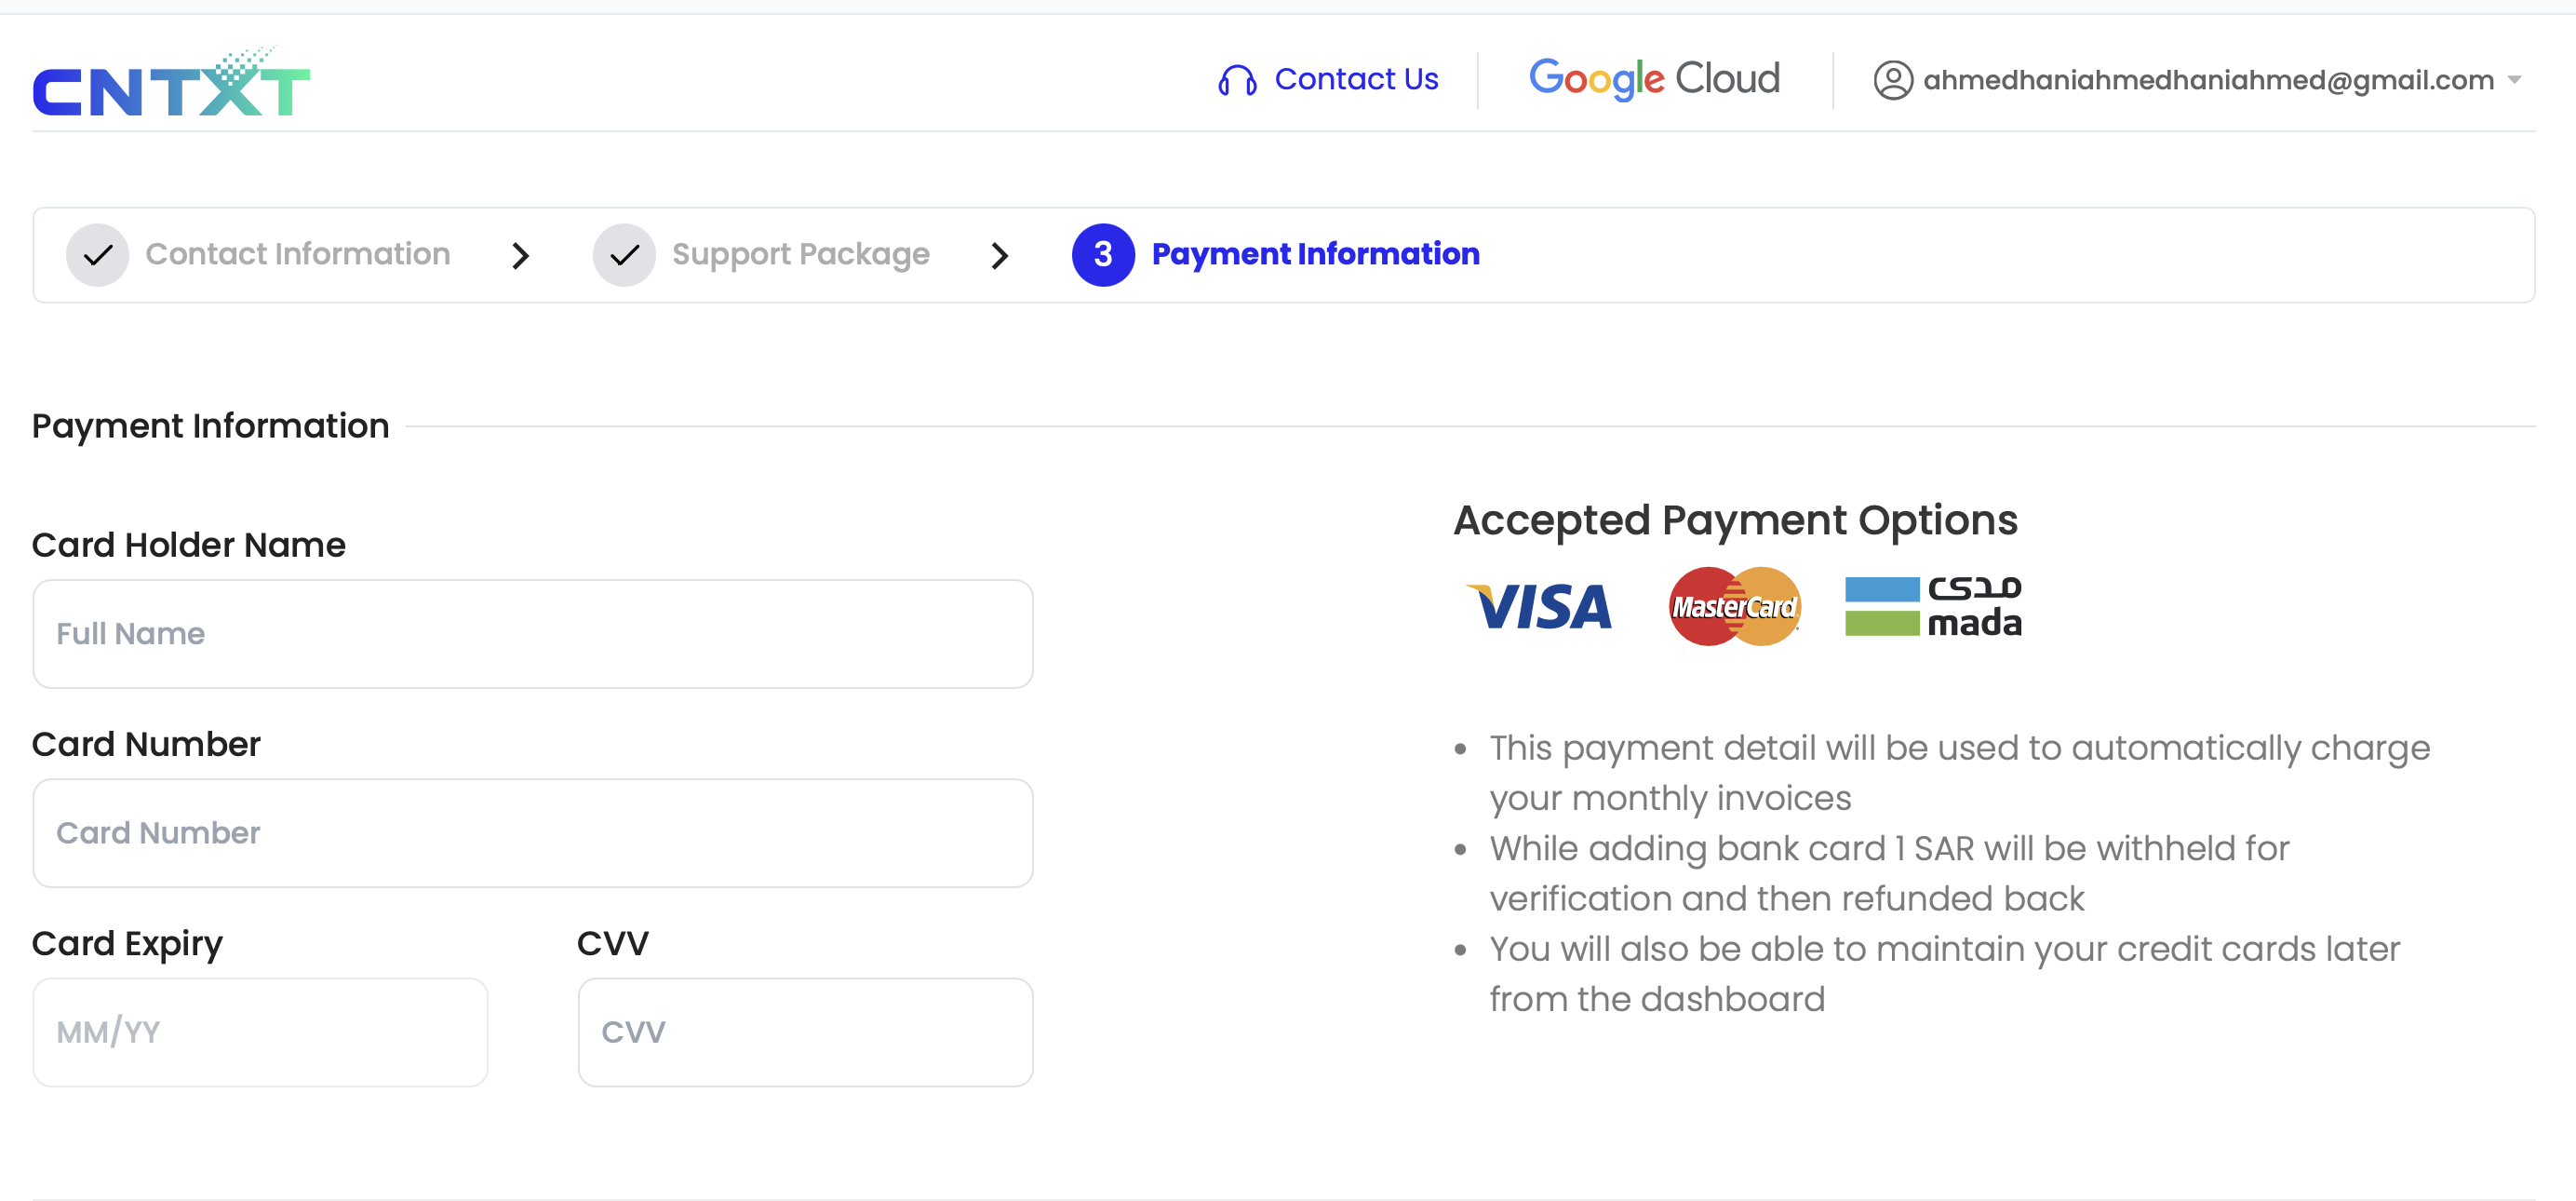 CNTXT
Contact Us
Google Cloud
ahmedhaniahmedhaniahmed@gmail.com
Contact Information
Support Package
3 Payment Information
Payment Information
Card Holder Name
Full Name
Card Number
Card Number
Card Expiry
CVV
MM/YY
CVV
Accepted Payment Options
VISA
MasterCard
مدى
mada
This payment detail will be used to automatically charge
your monthly invoices
While adding bank card 1 SAR will be withheld for
verification and then refunded back
You will also be able to maintain your credit cards later
from the dashboard